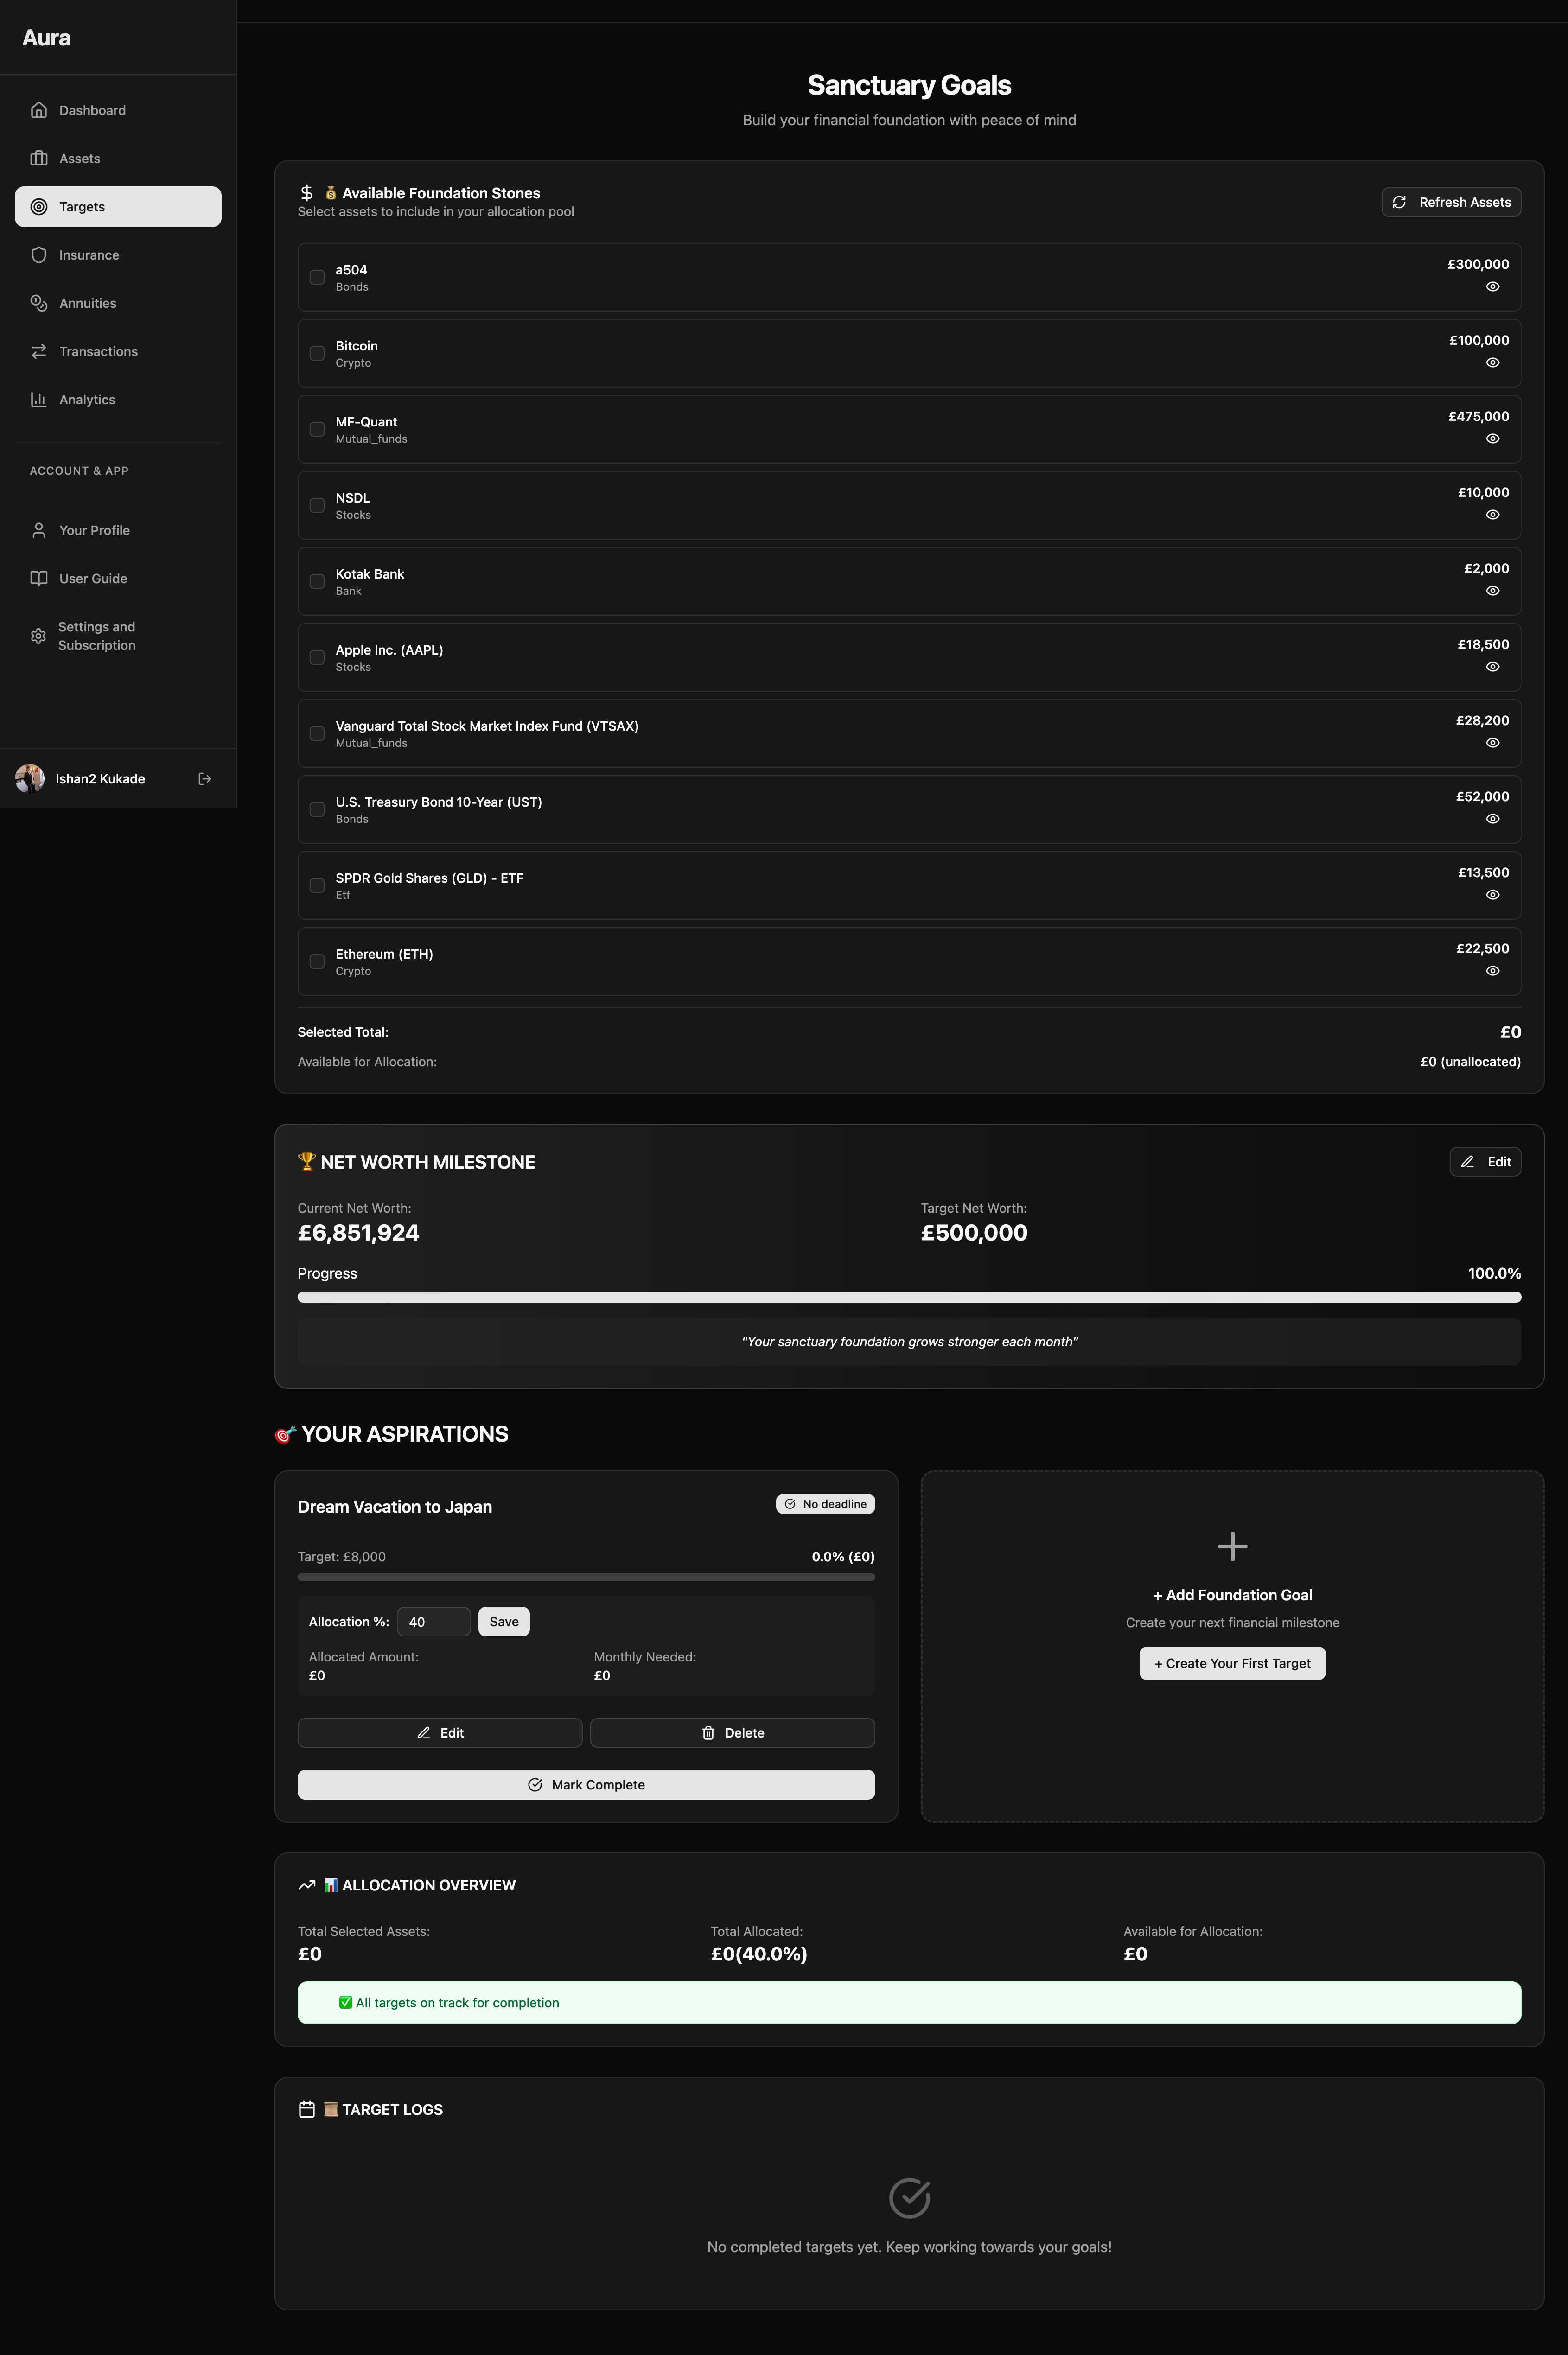 Aura
Dashboard
Assets
Targets
Insurance
Annuities
Transactions
Analytics
ACCOUNT & APP
Your Profile
User Guide
Settings and
Subscription
Ishan2 Kukade
Sanctuary Goals
Build your financial foundation with peace of mind
💰 Available Foundation Stones
Select assets to include in your allocation pool
Refresh Assets
a504
Bonds
£300,000
Bitcoin
Crypto
£100,000
MF-Quant
Mutual_funds
£475,000
NSDL
Stocks
£10,000
Kotak Bank
Bank
£2,000
Apple Inc. (AAPL)
Stocks
£18,500
Vanguard Total Stock Market Index Fund (VTSAX)
Mutual_funds
£28,200
U.S. Treasury Bond 10-Year (UST)
Bonds
£52,000
SPDR Gold Shares (GLD) - ETF
Etf
£13,500
Ethereum (ETH)
Crypto
£22,500
Selected Total:
£0
Available for Allocation:
£0 (unallocated)
🏆 NET WORTH MILESTONE
Edit
Current Net Worth:
£6,851,924
Target Net Worth:
£500,000
Progress
100.0%
"Your sanctuary foundation grows stronger each month"
🎯 YOUR ASPIRATIONS
Dream Vacation to Japan
No deadline
Target: £8,000
0.0% (£0)
Allocation %:
40
Save
Allocated Amount:
£0
Monthly Needed:
£0
Edit
Delete
Mark Complete
+ Add Foundation Goal
Create your next financial milestone
+ Create Your First Target
📊 ALLOCATION OVERVIEW
Total Selected Assets:
£0
Total Allocated:
£0(40.0%)
Available for Allocation:
£0
✅ All targets on track for completion
📜 TARGET LOGS
No completed targets yet. Keep working towards your goals!